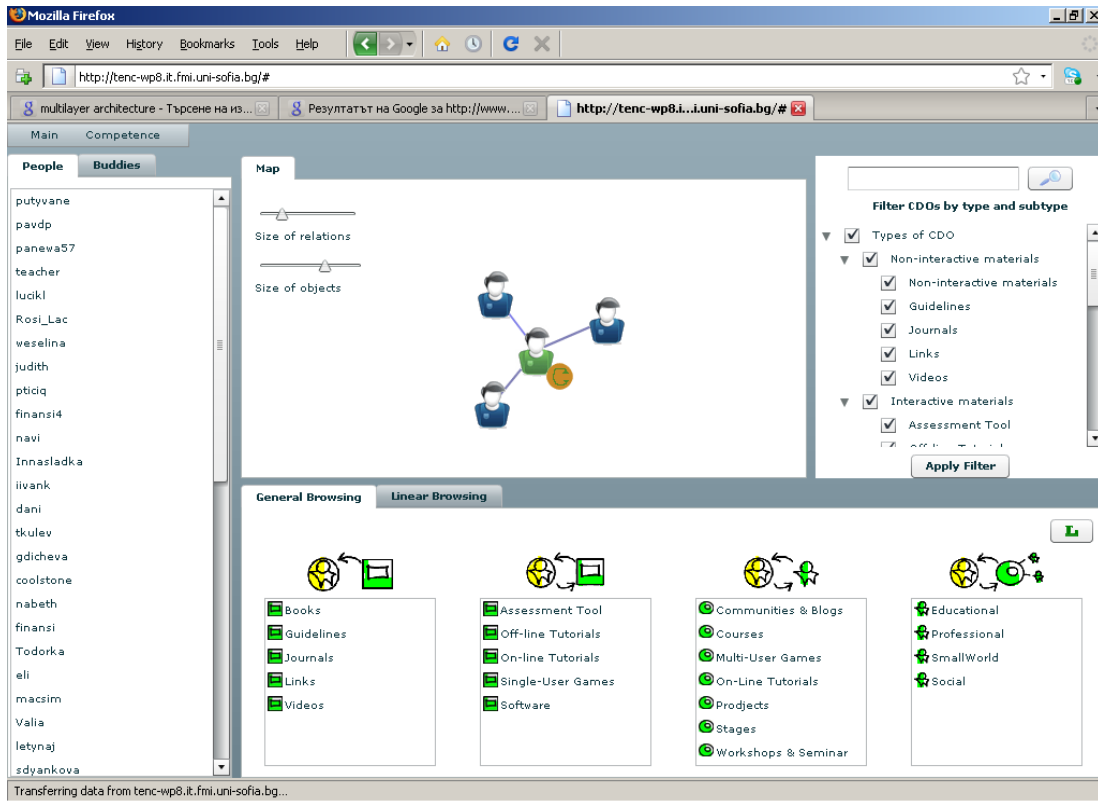 Mozilla Firefox
File Edit View History Bookmarks Tools Help
http://tenc-wp8.it.fmi.uni-sofia.bg/#
multilayer architecture - Търсене на из...
Резултатът на Google за http://www....
http://tenc-wp8.i...i.uni-sofia.bg/#
Main Competence
People Buddies
putyvane
pavdp
panewa57
teacher
lucikl
Rosi_Lac
weselina
judith
pticiq
finansi4
navi
Innasladka
iivank
dani
tkulev
gdicheva
coolstone
nabeth
finansi
Todorka
eli
macsim
Valia
letynaj
sdyankova
Map
Size of relations
Size of objects
Filter CDOs by type and subtype
Types of CDO
Non-interactive materials
Non-interactive materials
Guidelines
Journals
Links
Videos
Interactive materials
Assessment Tool
Apply Filter
General Browsing Linear Browsing
L
Books
Guidelines
Journals
Links
Videos
Assessment Tool
Off-line Tutorials
On-line Tutorials
Single-User Games
Software
Communities & Blogs
Courses
Multi-User Games
On-Line Tutorials
Prodjects
Stages
Workshops & Seminar
Educational
Professional
SmallWorld
Social
Transferring data from tenc-wp8.it.fmi.uni-sofia.bg...